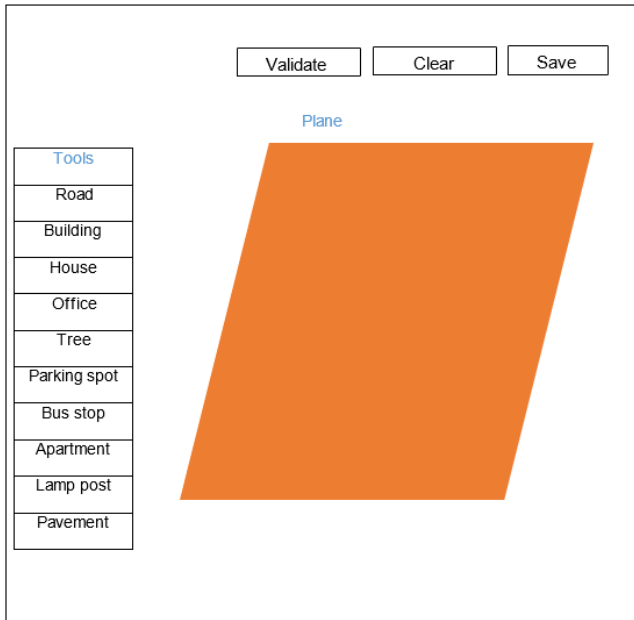 Validate
Clear
Save
Plane
Tools
Road
Building
House
Office
Tree
Parking spot
Bus stop
Apartment
Lamp post
Pavement